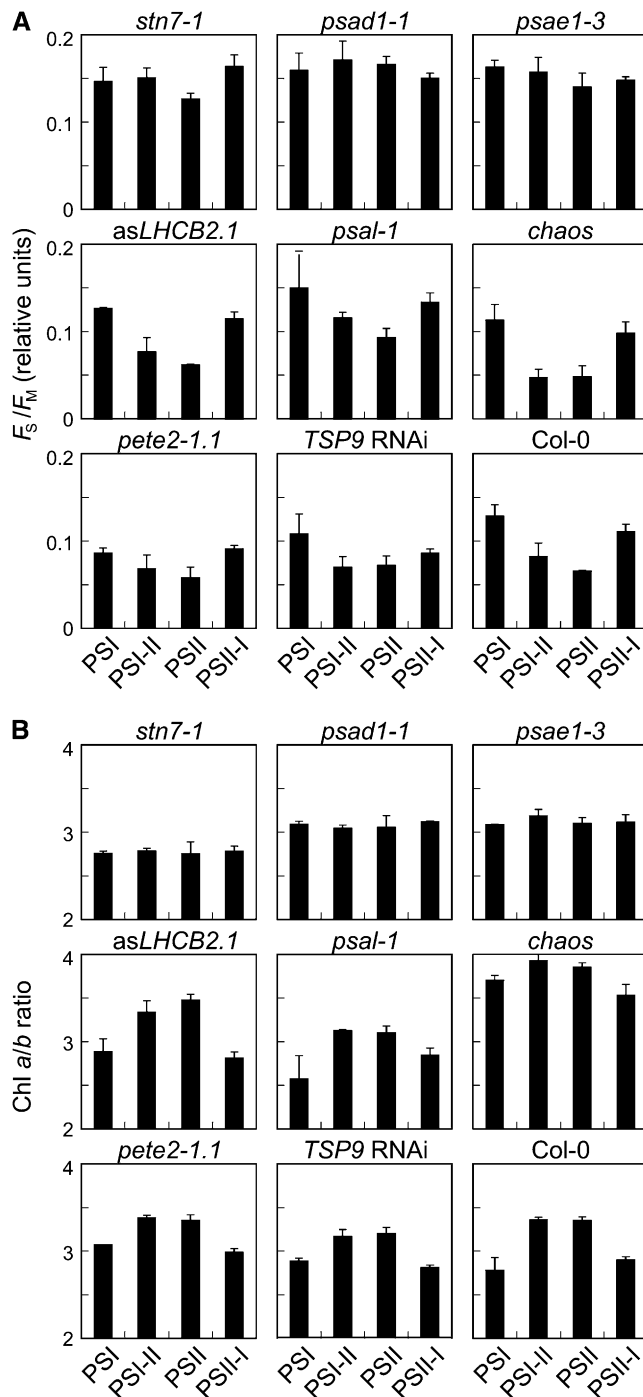 A
stn7-1 psad1-1 psae1-3
0.2
0.1
0
asLHCB2.1 psal-1 chaos
0.2
0.1
0
FS/FM (relative units)
pete2-1.1 TSP9 RNAi Col-0
0.2
0.1
0
PSI PSI-II PSII PSII-I PSI PSI-II PSII PSII-I PSI PSI-II PSII PSII-I
B
stn7-1 psad1-1 psae1-3
4
3
2
asLHCB2.1 psal-1 chaos
4
3
2
Chl a/b ratio
pete2-1.1 TSP9 RNAi Col-0
4
3
2
PSI PSI-II PSII PSII-I PSI PSI-II PSII PSII-I PSI PSI-II PSII PSII-I